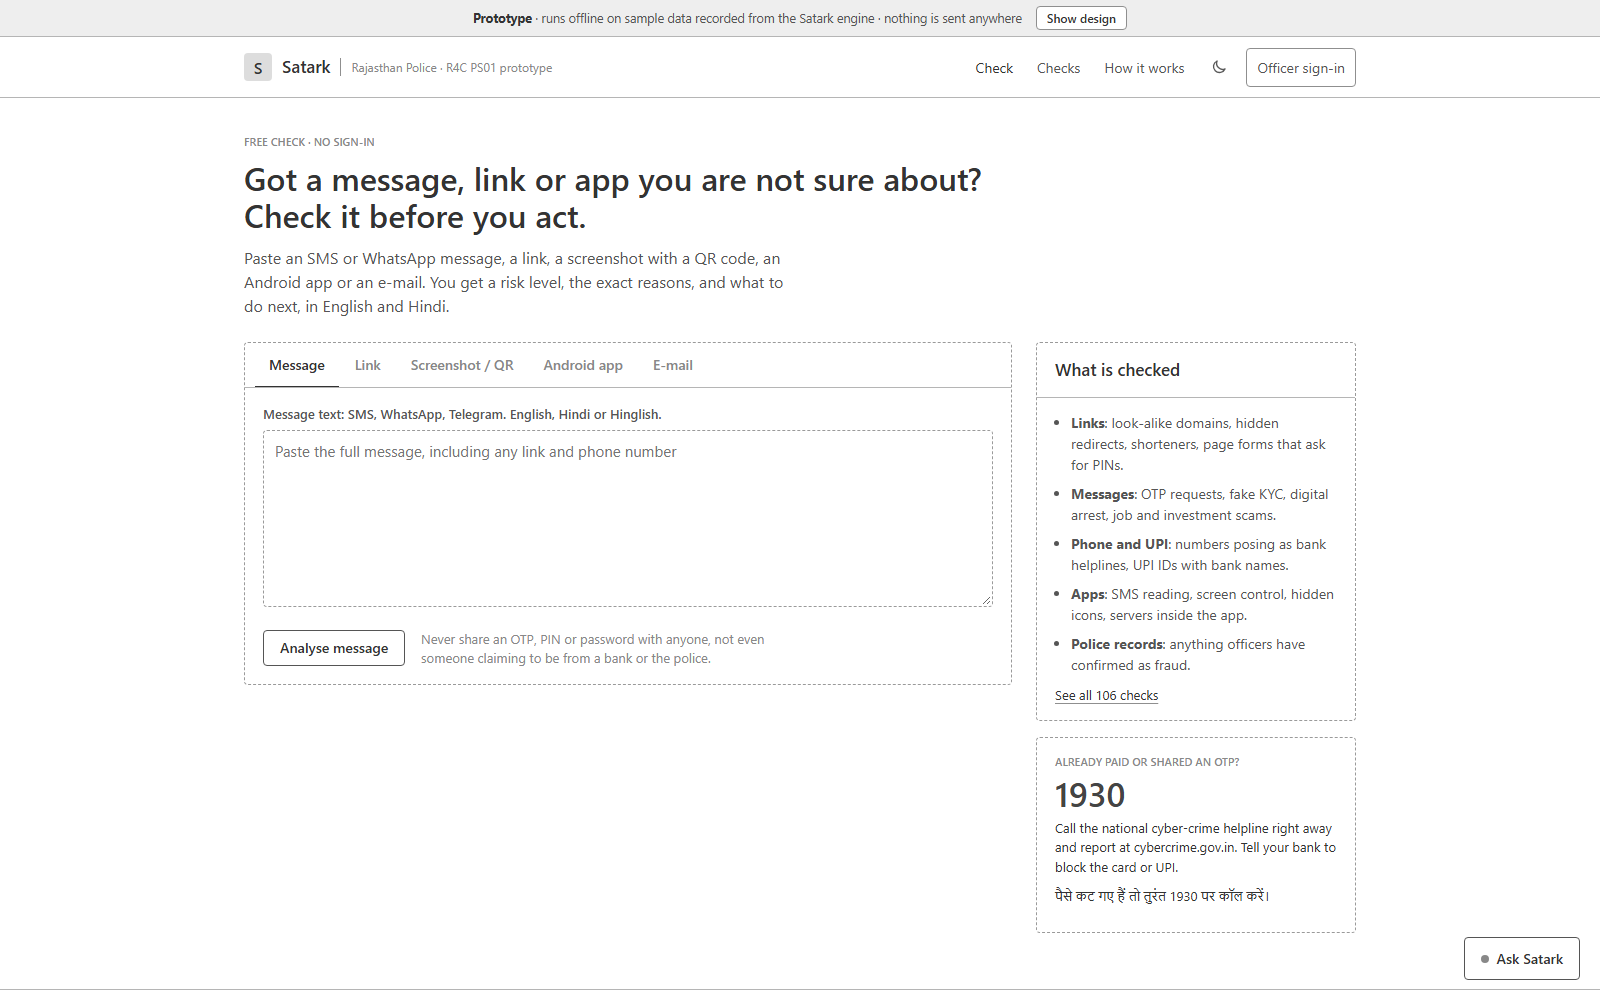 Prototype · runs offline on sample data recorded from the Satark engine · nothing is sent anywhere
Show design
S
Satark
Rajasthan Police · R4C PS01 prototype
Check
Checks
How it works
Officer sign-in
FREE CHECK · NO SIGN-IN
Got a message, link or app you are not sure about?
Check it before you act.
Paste an SMS or WhatsApp message, a link, a screenshot with a QR code, an
Android app or an e-mail. You get a risk level, the exact reasons, and what to
do next, in English and Hindi.
Message
Link
Screenshot / QR
Android app
E-mail
Message text: SMS, WhatsApp, Telegram. English, Hindi or Hinglish.
Paste the full message, including any link and phone number
Analyse message
Never share an OTP, PIN or password with anyone, not even
someone claiming to be from a bank or the police.
What is checked
Links: look-alike domains, hidden
redirects, shorteners, page forms that ask
for PINs.
Messages: OTP requests, fake KYC, digital
arrest, job and investment scams.
Phone and UPI: numbers posing as bank
helplines, UPI IDs with bank names.
Apps: SMS reading, screen control, hidden
icons, servers inside the app.
Police records: anything officers have
confirmed as fraud.
See all 106 checks
ALREADY PAID OR SHARED AN OTP?
1930
Call the national cyber-crime helpline right away
and report at cybercrime.gov.in. Tell your bank to
block the card or UPI.
पैसे कट गए हैं तो तुरंत 1930 पर कॉल करें।
Ask Satark